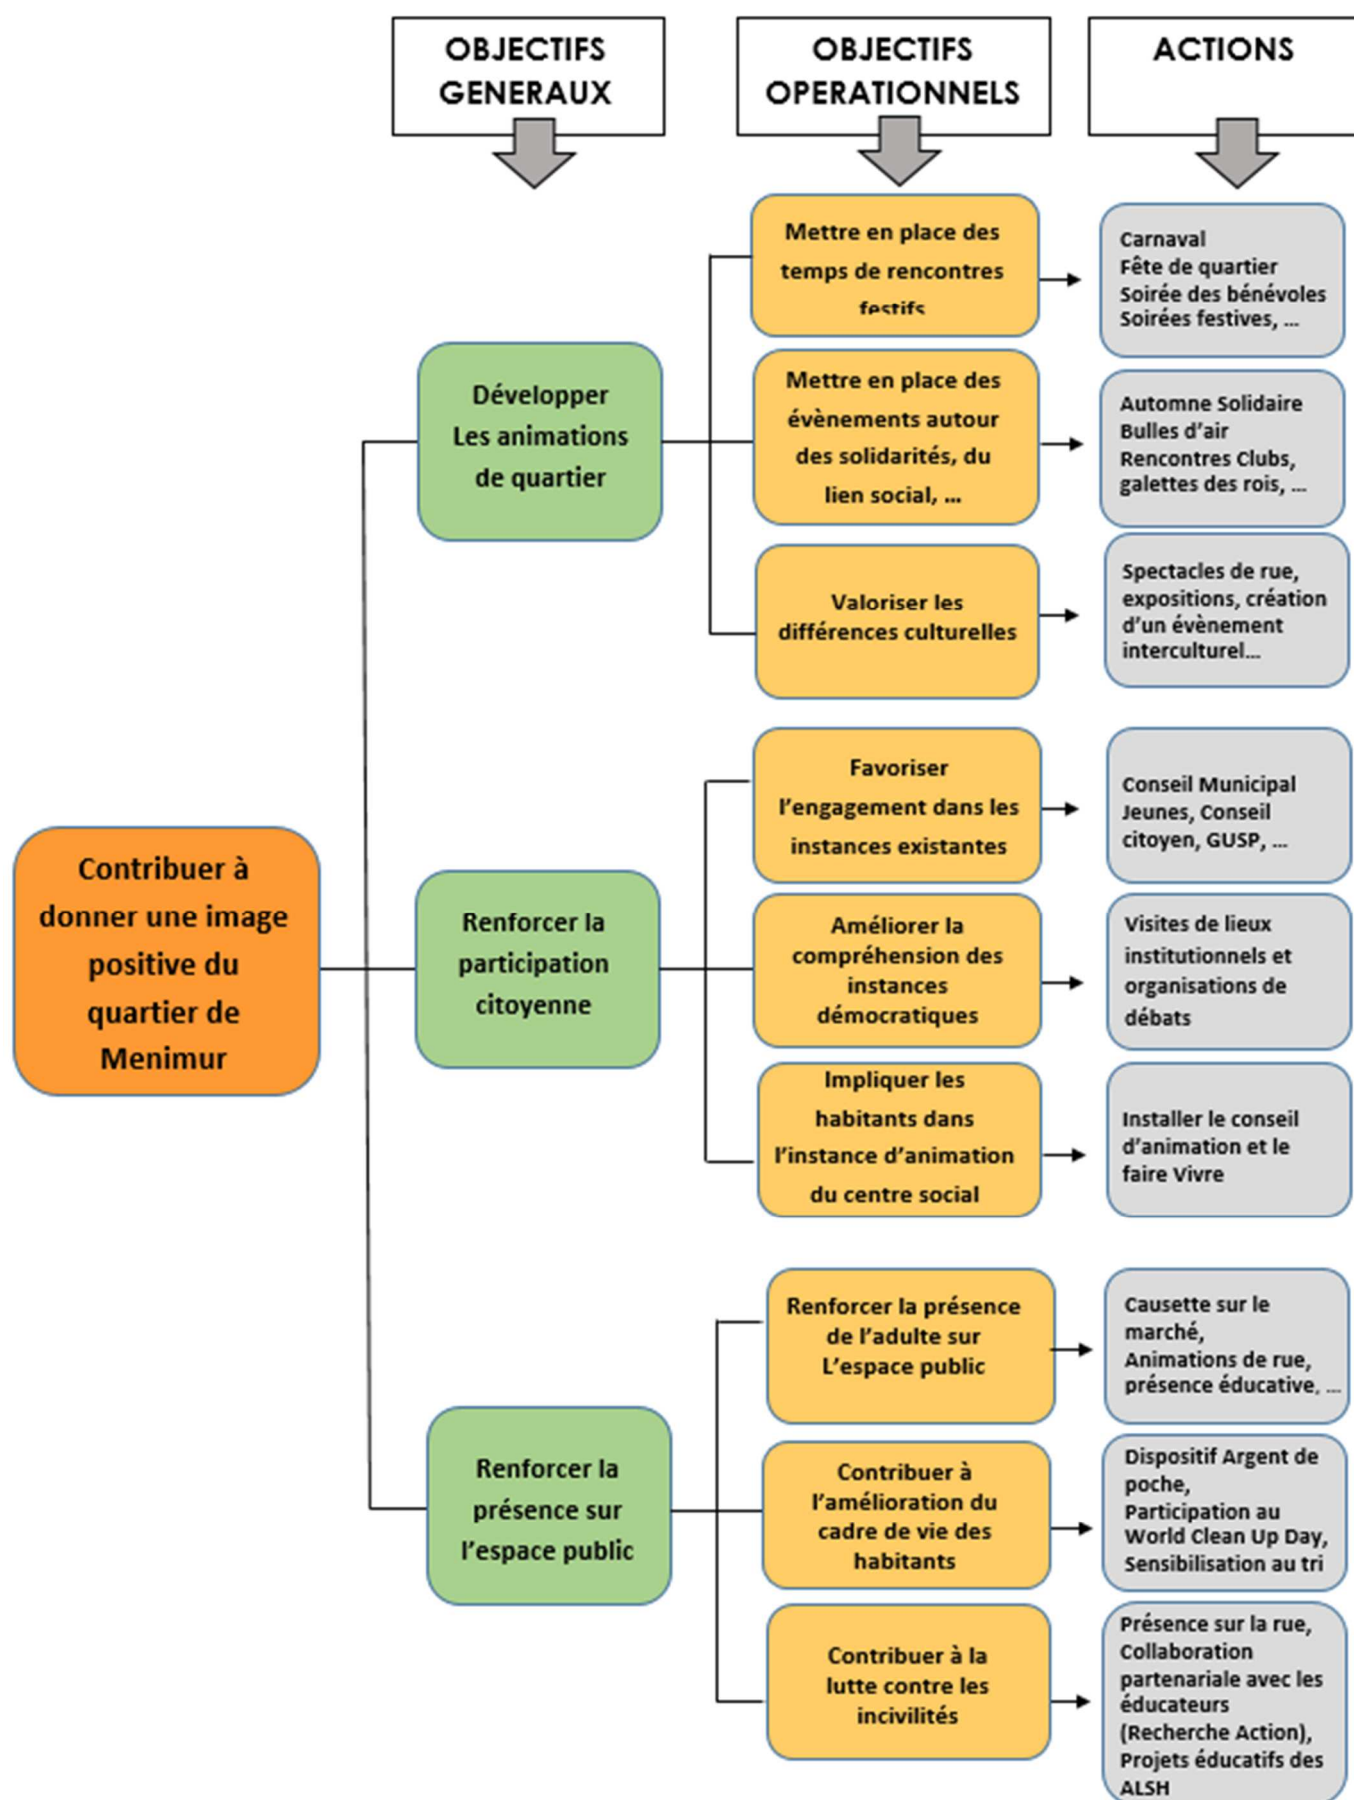 OBJECTIFS
GENERAUX
OBJECTIFS
OPERATIONNELS
ACTIONS
Contribuer à
donner une image
positive du
quartier de
Menimur
Développer
Les animations
de quartier
Mettre en place des
temps de rencontres
festifs
Carnaval
Fête de quartier
Soirée des bénévoles
Soirées festives, ...
Mettre en place des
évènements autour
des solidarités, du
lien social, ...
Automne Solidaire
Bulles d'air
Rencontres Clubs,
galettes des rois, ...
Valoriser les
différences culturelles
Spectacles de rue,
expositions, création
d'un évènement
interculturel...
Renforcer la
participation
citoyenne
Favoriser
l'engagement dans les
instances existantes
Conseil Municipal
Jeunes, Conseil
citoyen, GUSP, ...
Améliorer la
compréhension des
instances
démocratiques
Visites de lieux
institutionnels et
organisations de
débats
Impliquer les
habitants dans
l'instance d'animation
du centre social
Installer le conseil
d'animation et le
faire Vivre
Renforcer la
présence sur
l'espace public
Renforcer la présence
de l'adulte sur
L'espace public
Causette sur le
marché,
Animations de rue,
présence éducative, ...
Contribuer à
l'amélioration du
cadre de vie des
habitants
Dispositif Argent de
poche,
Participation au
World Clean Up Day,
Sensibilisation au tri
Contribuer à la
lutte contre les
incivilités
Présence sur la rue,
Collaboration
partenariale avec les
éducateurs
(Recherche Action),
Projets éducatifs des
ALSH